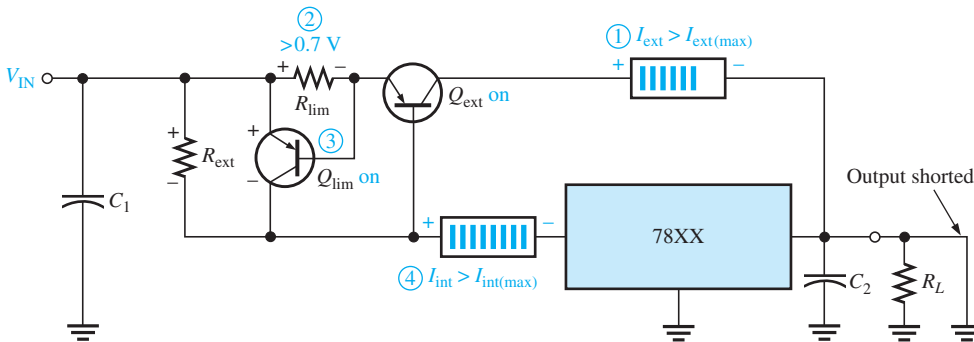 ②
>0.7 V
① I_ext > I_ext(max)
+ −
+ −
V_IN
R_lim
Q_ext on
+
R_ext
−
+
③
−
Q_lim on
C_1
Output shorted
+ −
78XX
④ I_int > I_int(max)
C_2
R_L